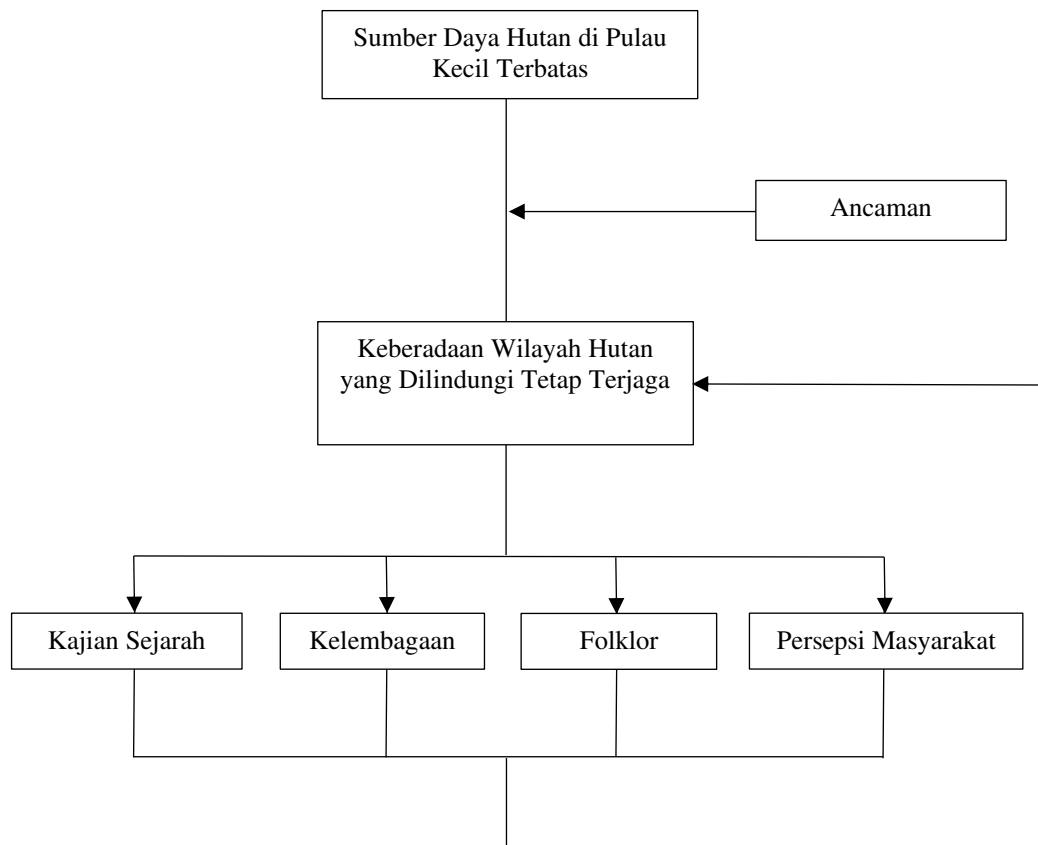 Sumber Daya Hutan di Pulau
Kecil Terbatas
Ancaman
Keberadaan Wilayah Hutan
yang Dilindungi Tetap Terjaga
Kajian Sejarah
Kelembagaan
Folklor
Persepsi Masyarakat